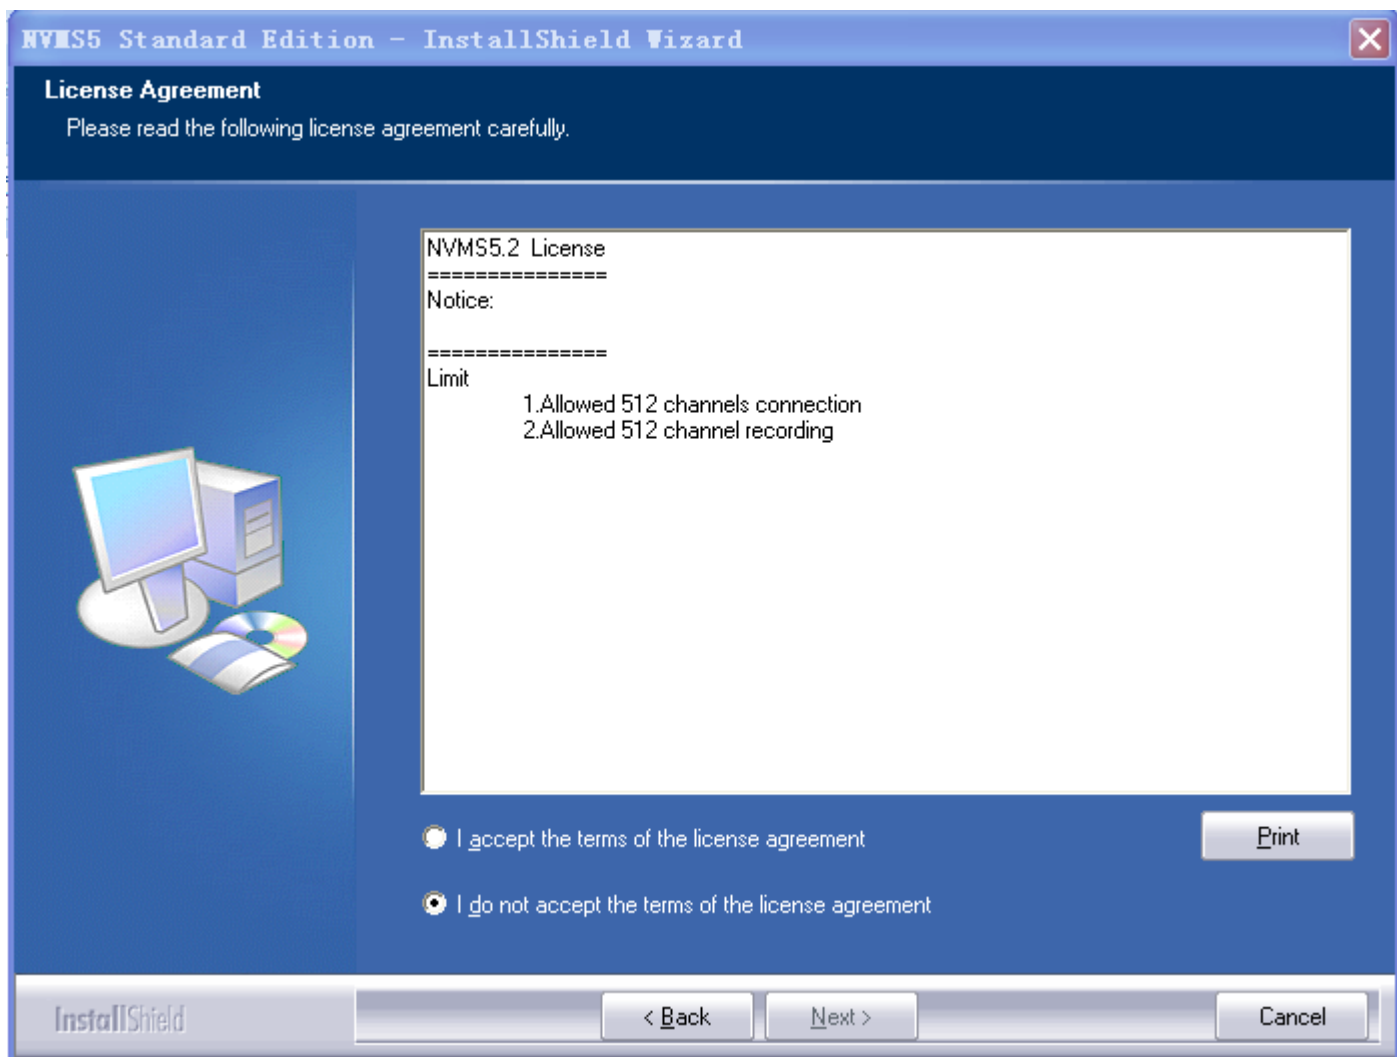 NVMS5 Standard Edition - InstallShield Wizard
License Agreement
Please read the following license agreement carefully.
NVMS5.2 License
===============
Notice:
===============
Limit
1.Allowed 512 channels connection
2.Allowed 512 channel recording
I accept the terms of the license agreement
Print
I do not accept the terms of the license agreement
InstallShield
< Back
Next >
Cancel